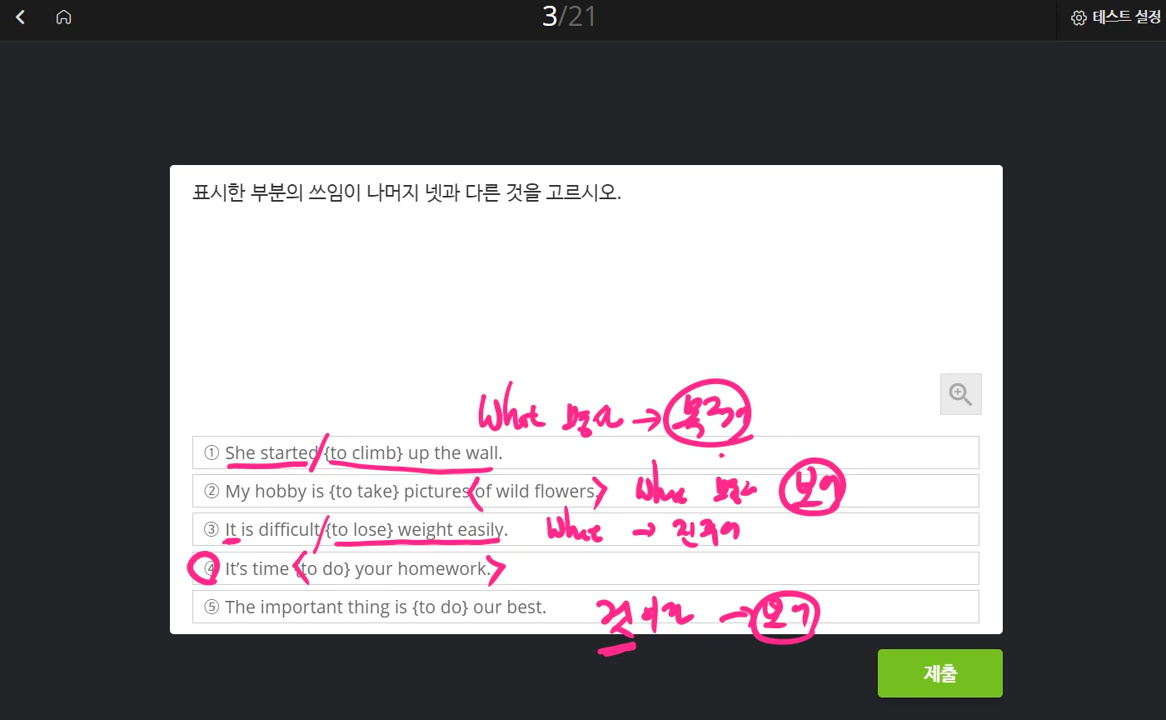 3/21
테스트 설정
표시한 부분의 쓰임이 나머지 넷과 다른 것을 고르시오.
What 명사 → 목적어
① She started {to climb} up the wall.
② My hobby is {to take} pictures of wild flowers. What 명사 보어
③ It is difficult {to lose} weight easily. What → 진주어
④ It’s time {to do} your homework.
⑤ The important thing is {to do} our best. 것이다 → 보어
제출